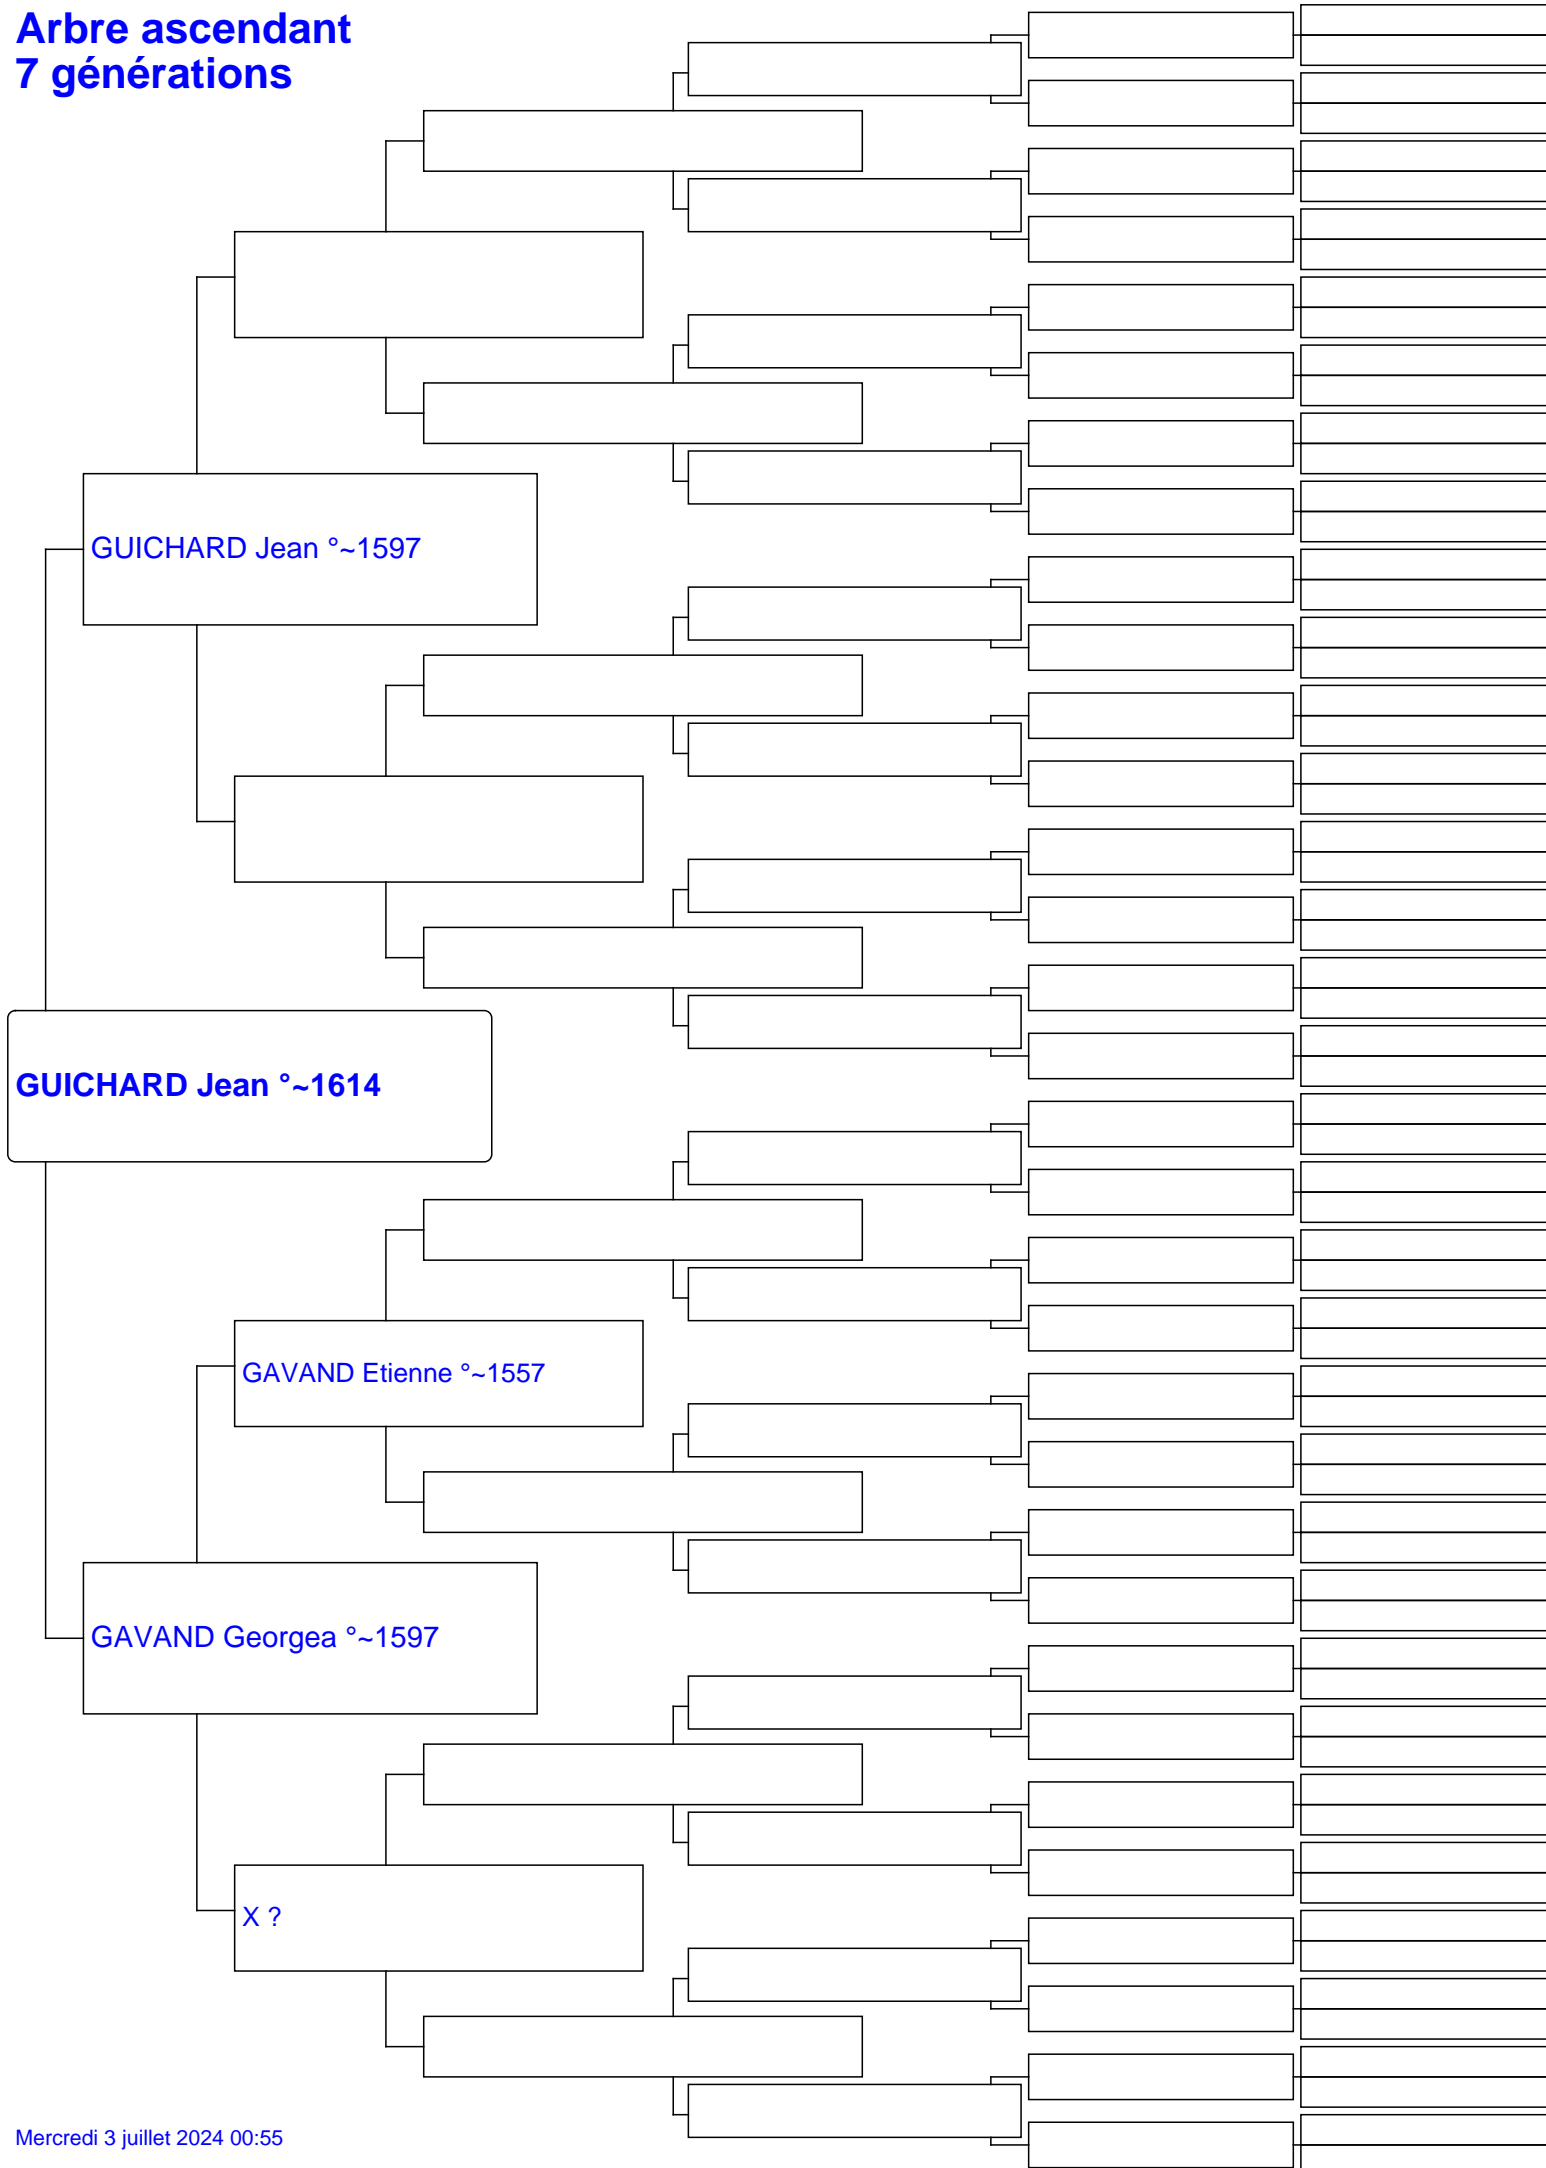 Arbre ascendant
7 générations
GUICHARD Jean °~1597
GUICHARD Jean °~1614
GAVAND Etienne °~1557
GAVAND Georgea °~1597
X ?
Mercredi 3 juillet 2024 00:55